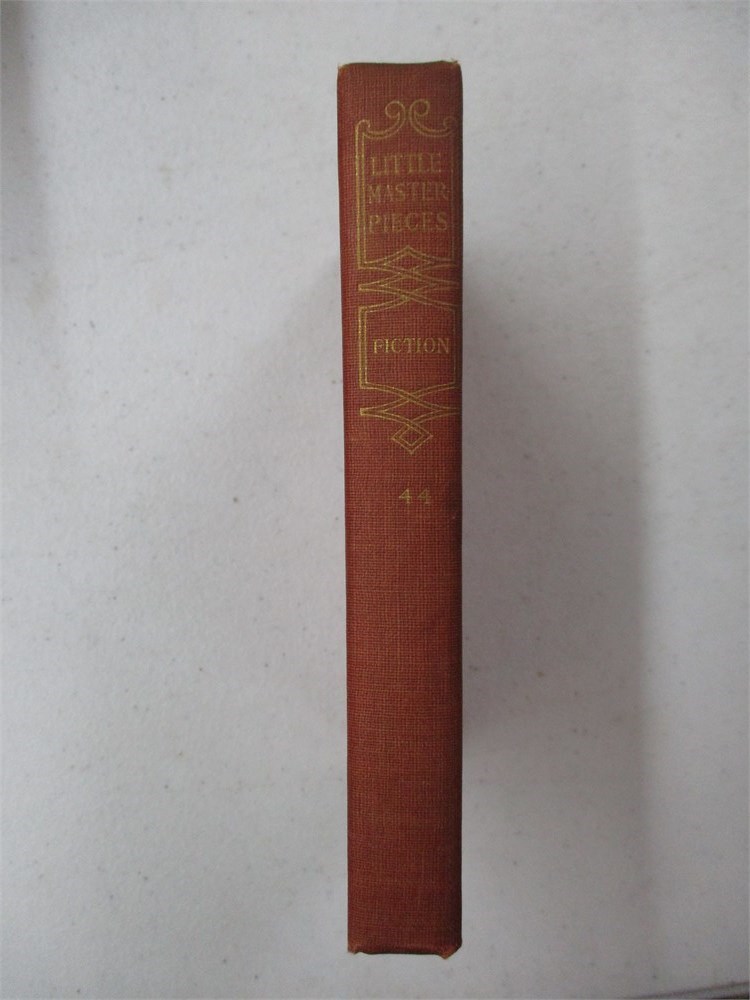 LITTLE
MASTER-
PIECES
FICTION
44